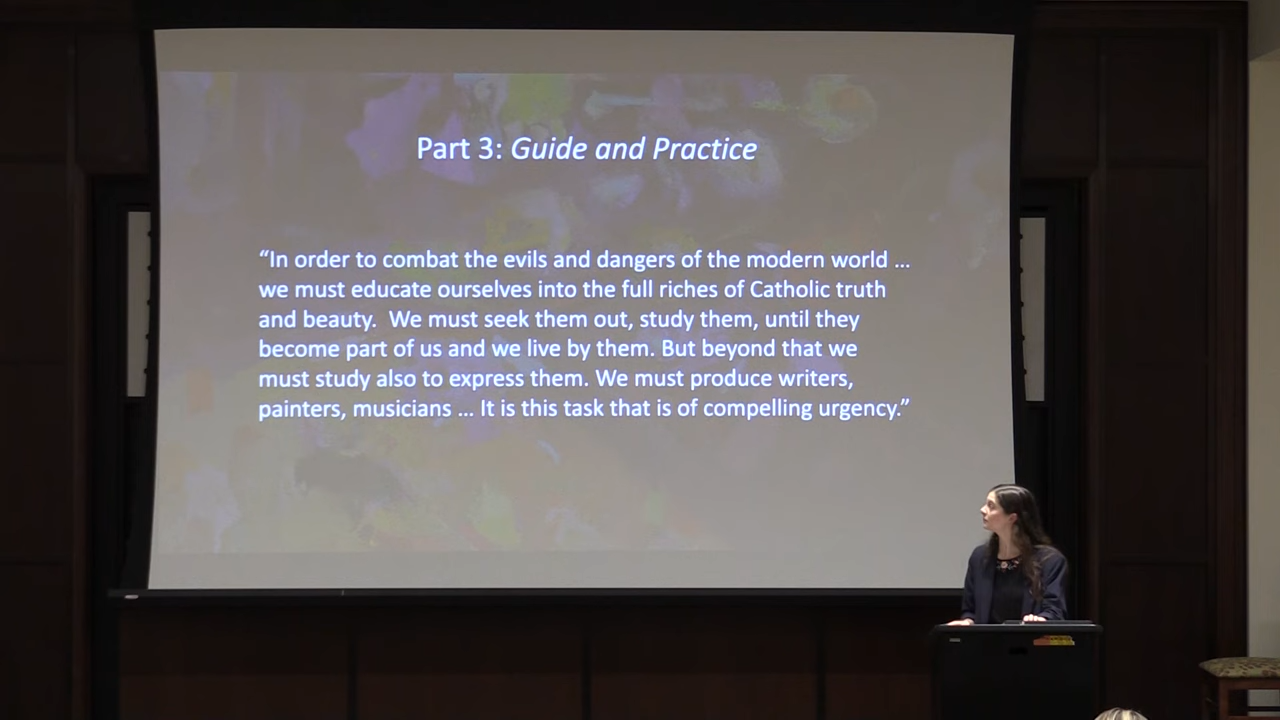 Part 3: Guide and Practice
“In order to combat the evils and dangers of the modern world ...
we must educate ourselves into the full riches of Catholic truth
and beauty.  We must seek them out, study them, until they
become part of us and we live by them. But beyond that we
must study also to express them. We must produce writers,
painters, musicians ... It is this task that is of compelling urgency.”